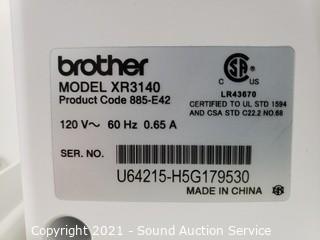 brother
MODEL XR3140
Product Code 885-E42
120 V～ 60 Hz 0.65 A
C US
LR43670
CERTIFIED TO UL STD 1594
AND CSA STD C22.2 NO.68
SER. NO.
U64215-H5G179530
MADE IN CHINA
Copyright 2021 - Sound Auction Service